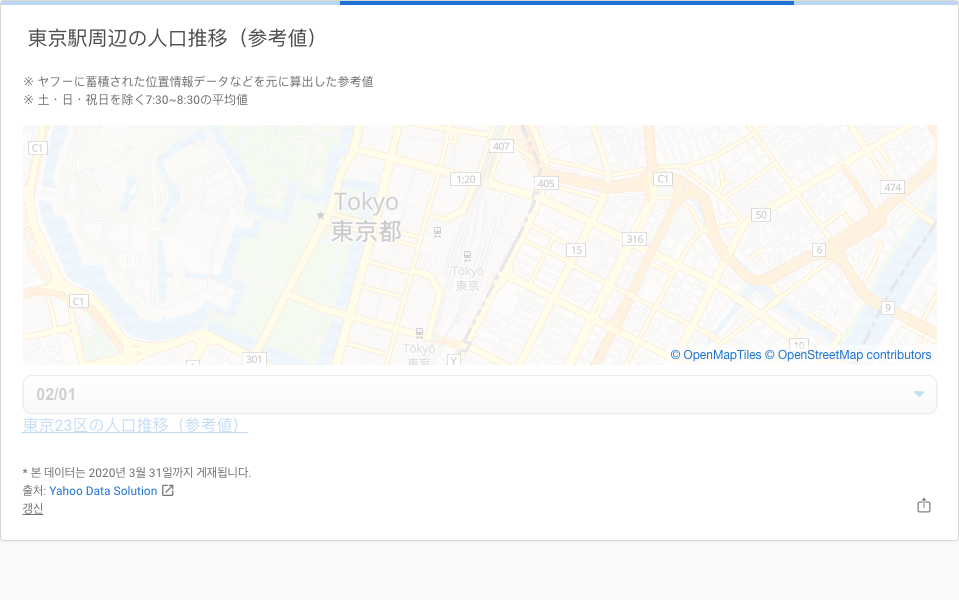 東京駅周辺の人口推移（参考値）
※ ヤフーに蓄積された位置情報データなどを元に算出した参考値
※ 土・日・祝日を除く7:30~8:30の平均値
C1
407
1;20
405
C1
474
Tokyo
東京都
50
316
15
6
Tōkyō
東京
C1
9
Tōkyō
東京
10
301
Y
© OpenMapTiles © OpenStreetMap contributors
02/01
東京23区の人口推移（参考値）
* 본 데이터는 2020년 3월 31일까지 게재됩니다.
출처: Yahoo Data Solution
갱신